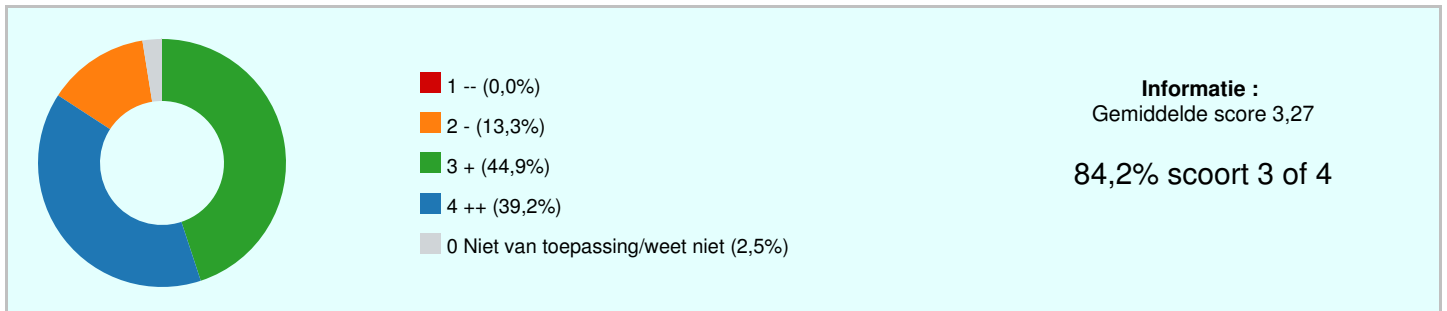 1 -- (0,0%)
2 - (13,3%)
3 + (44,9%)
4 ++ (39,2%)
0 Niet van toepassing/weet niet (2,5%)
Informatie :
Gemiddelde score 3,27
84,2% scoort 3 of 4